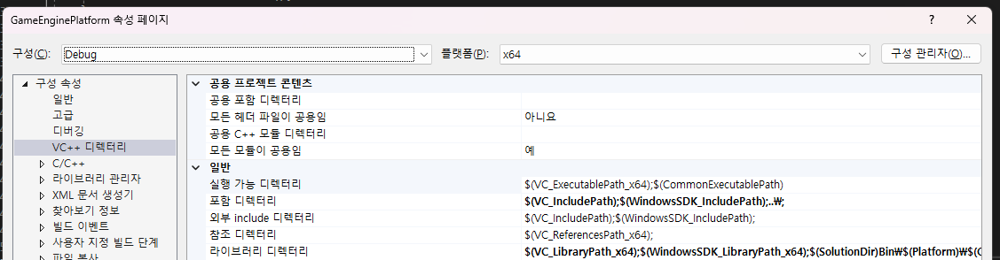 GameEnginePlatform 속성 페이지
구성(C): Debug 플랫폼(P): x64 구성 관리자(O)...
구성 속성
일반
고급
디버깅
VC++ 디렉터리
C/C++
라이브러리 관리자
XML 문서 생성기
찾아보기 정보
빌드 이벤트
사용자 지정 빌드 단계
파일 복사
공용 프로젝트 콘텐츠
공용 포함 디렉터리
모든 헤더 파일이 공용임 아니요
공용 C++ 모듈 디렉터리
모든 모듈이 공용임 예
일반
실행 가능 디렉터리 $(VC_ExecutablePath_x64);$(CommonExecutablePath)
포함 디렉터리 $(VC_IncludePath);$(WindowsSDK_IncludePath);..₩;
외부 include 디렉터리 $(VC_IncludePath);$(WindowsSDK_IncludePath);
참조 디렉터리 $(VC_ReferencesPath_x64);
라이브러리 디렉터리 $(VC_LibraryPath_x64);$(WindowsSDK_LibraryPath_x64);$(SolutionDir)Bin₩$(Platform)₩$(